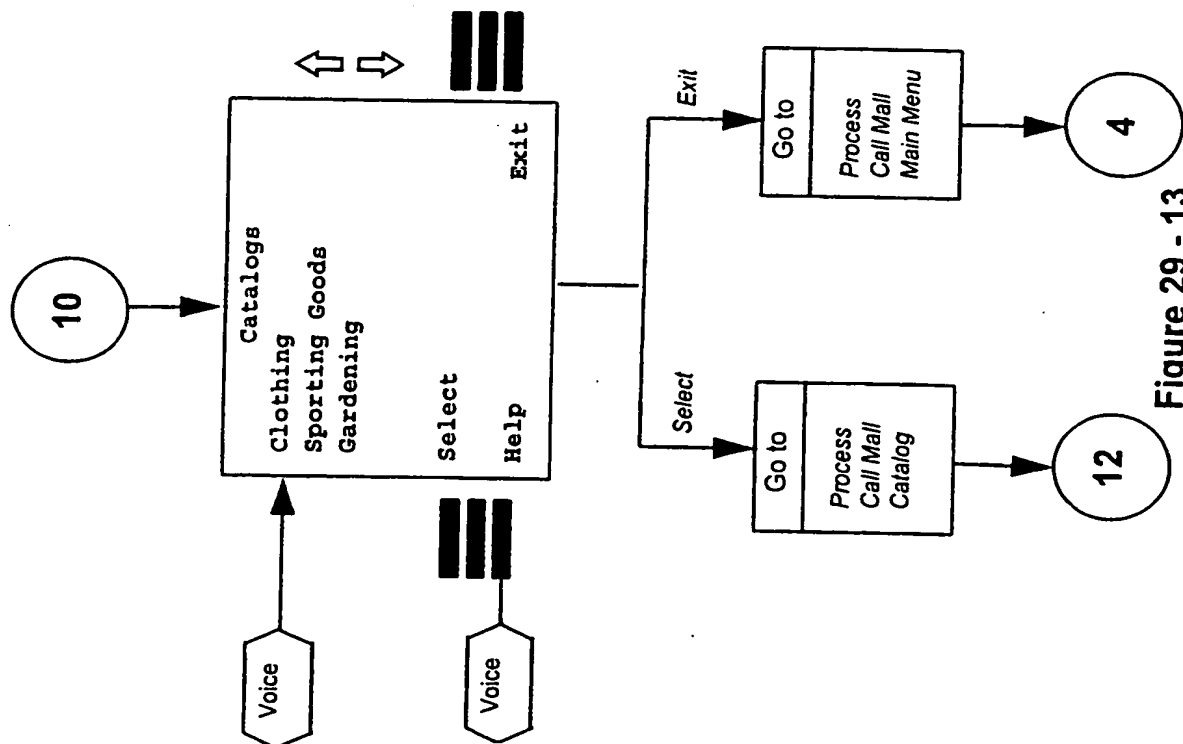 10
Catalogs
Clothing
Sporting Goods
Gardening
Select
Help Exit
Voice
Voice
Select
Exit
Go to
Process
Call Mall
Catalog
Go to
Process
Call Mall
Main Menu
12
4
Figure 29 - 13